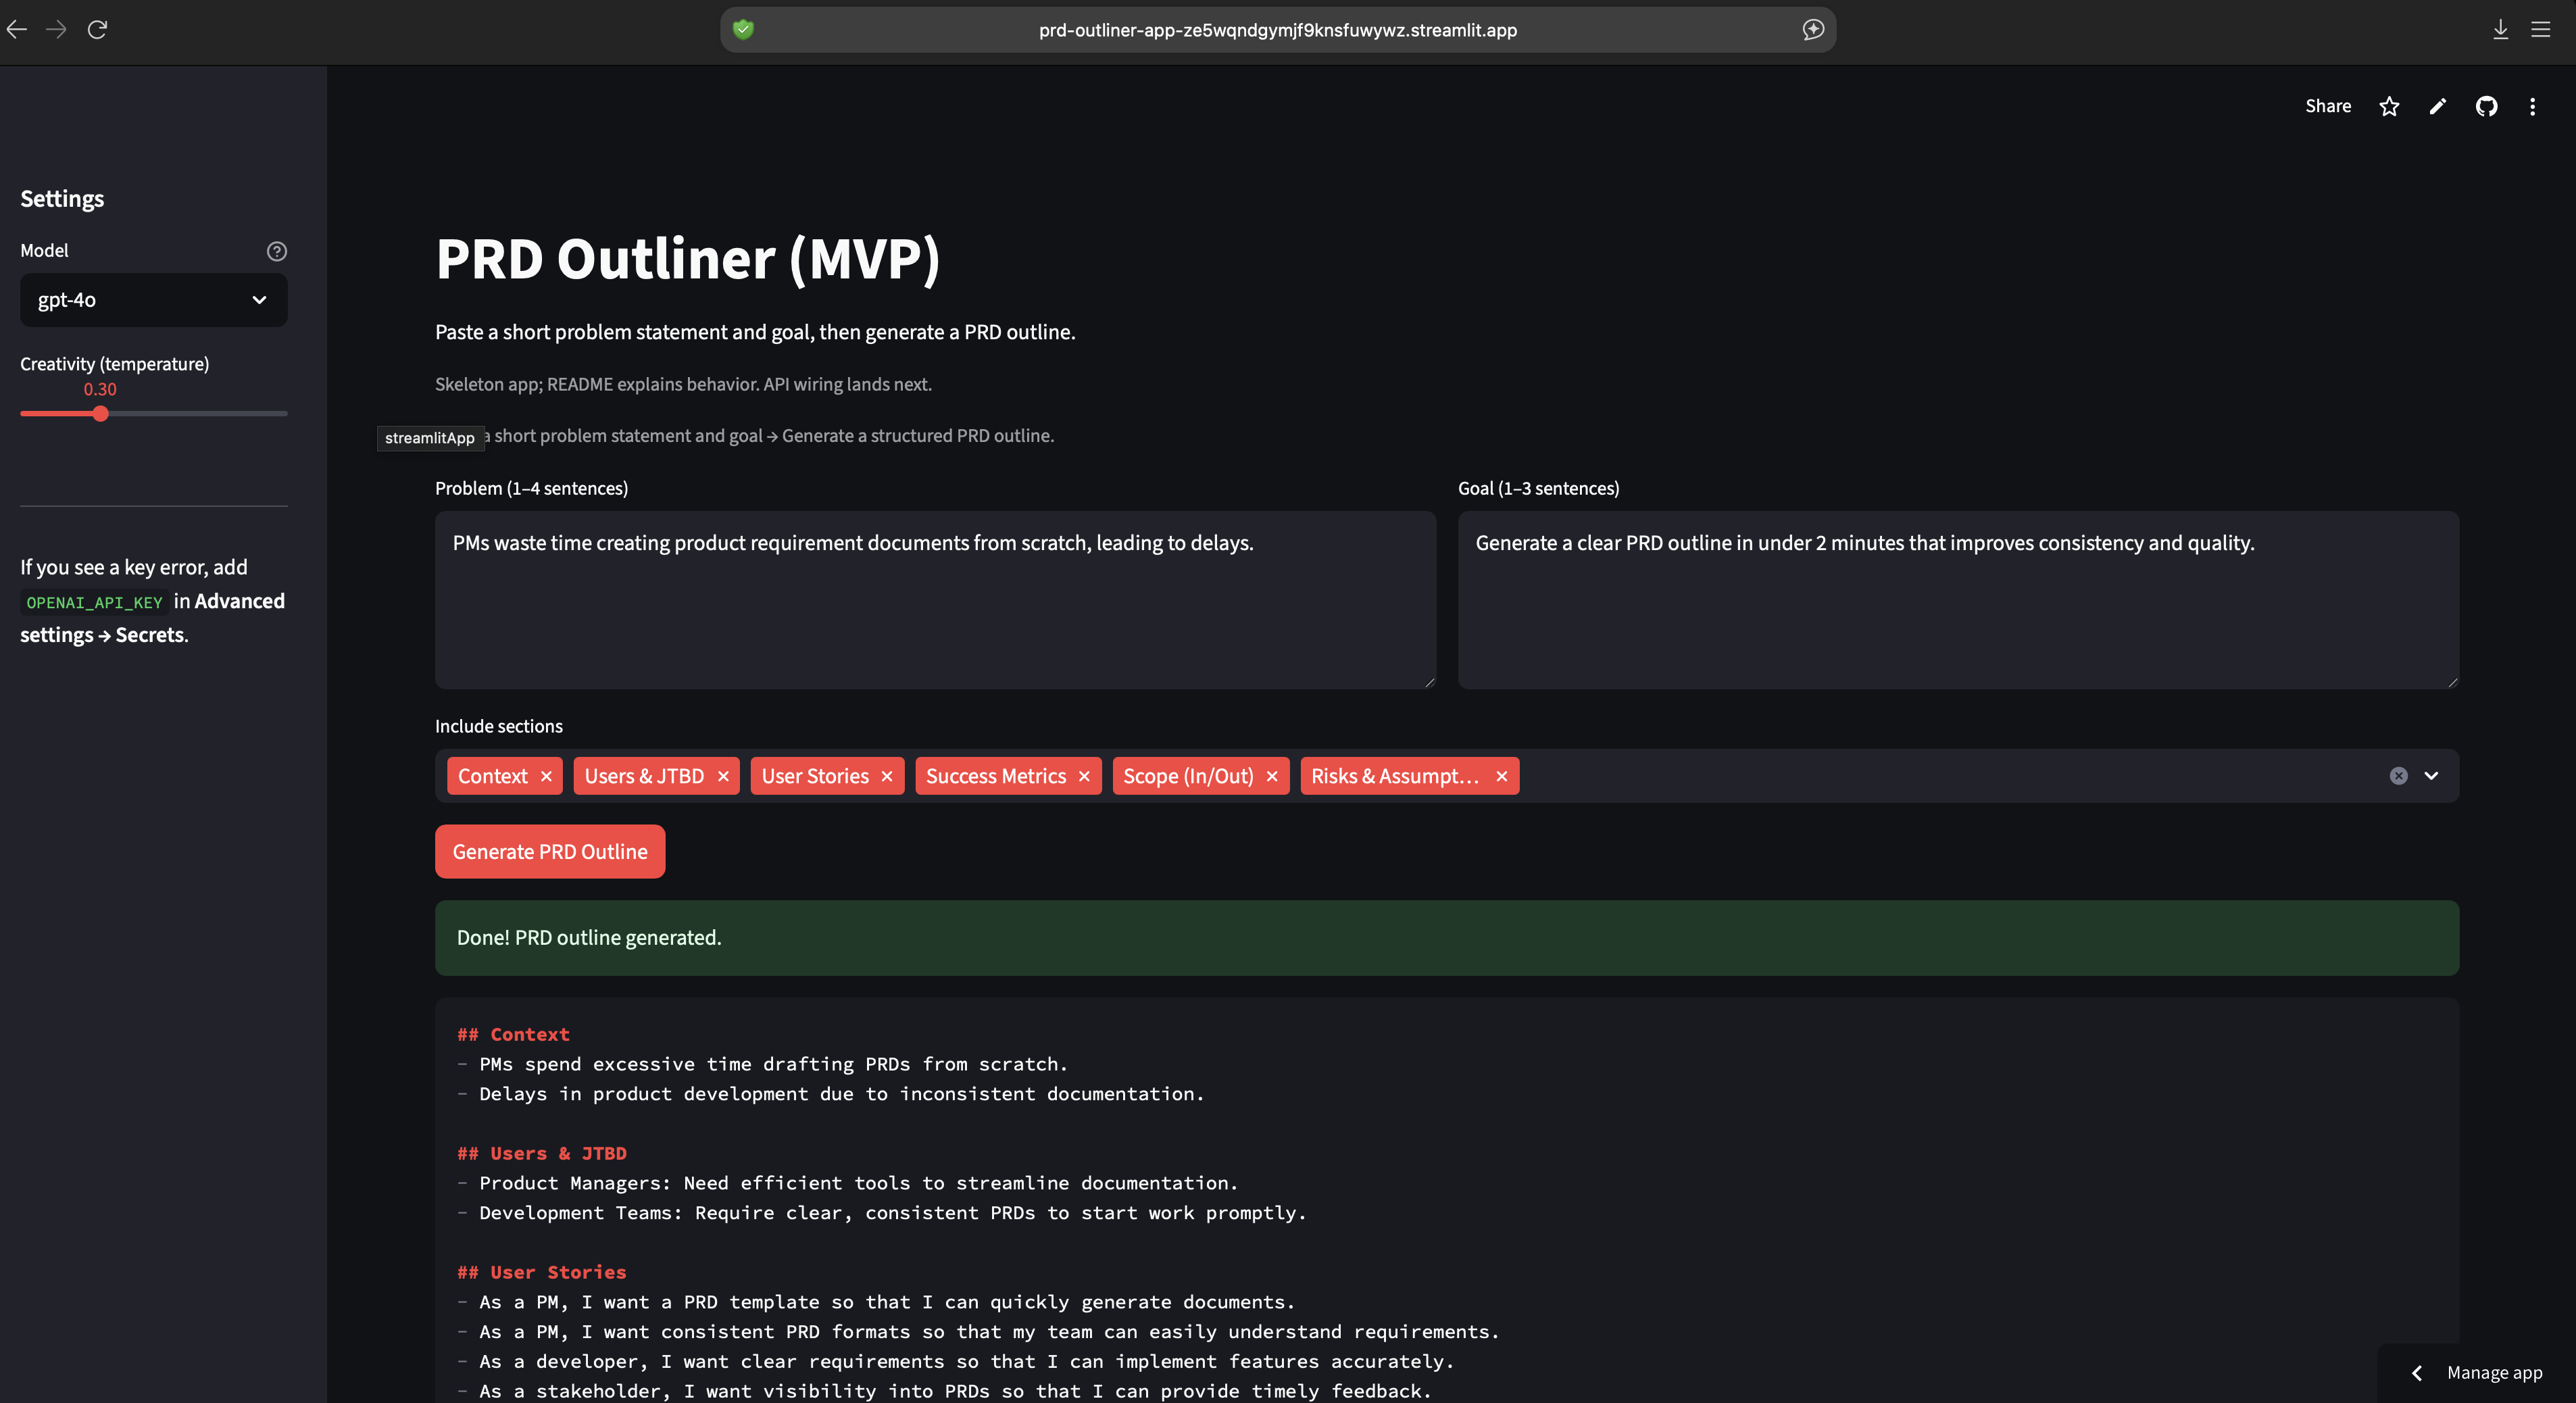 prd-outliner-app-ze5wqndgymjf9knsfuwywz.streamlit.app
Share
Settings
Model
gpt-4o
Creativity (temperature)
0.30
If you see a key error, add
OPENAI_API_KEY in Advanced
settings → Secrets.
PRD Outliner (MVP)
Paste a short problem statement and goal, then generate a PRD outline.
Skeleton app; README explains behavior. API wiring lands next.
streamlitApp
a short problem statement and goal → Generate a structured PRD outline.
Problem (1–4 sentences)
Goal (1–3 sentences)
PMs waste time creating product requirement documents from scratch, leading to delays.
Generate a clear PRD outline in under 2 minutes that improves consistency and quality.
Include sections
Context Users & JTBD User Stories Success Metrics Scope (In/Out) Risks & Assumpt...
Generate PRD Outline
Done! PRD outline generated.
## Context
- PMs spend excessive time drafting PRDs from scratch.
- Delays in product development due to inconsistent documentation.
## Users & JTBD
- Product Managers: Need efficient tools to streamline documentation.
- Development Teams: Require clear, consistent PRDs to start work promptly.
## User Stories
- As a PM, I want a PRD template so that I can quickly generate documents.
- As a PM, I want consistent PRD formats so that my team can easily understand requirements.
- As a developer, I want clear requirements so that I can implement features accurately.
- As a stakeholder, I want visibility into PRDs so that I can provide timely feedback.
Manage app